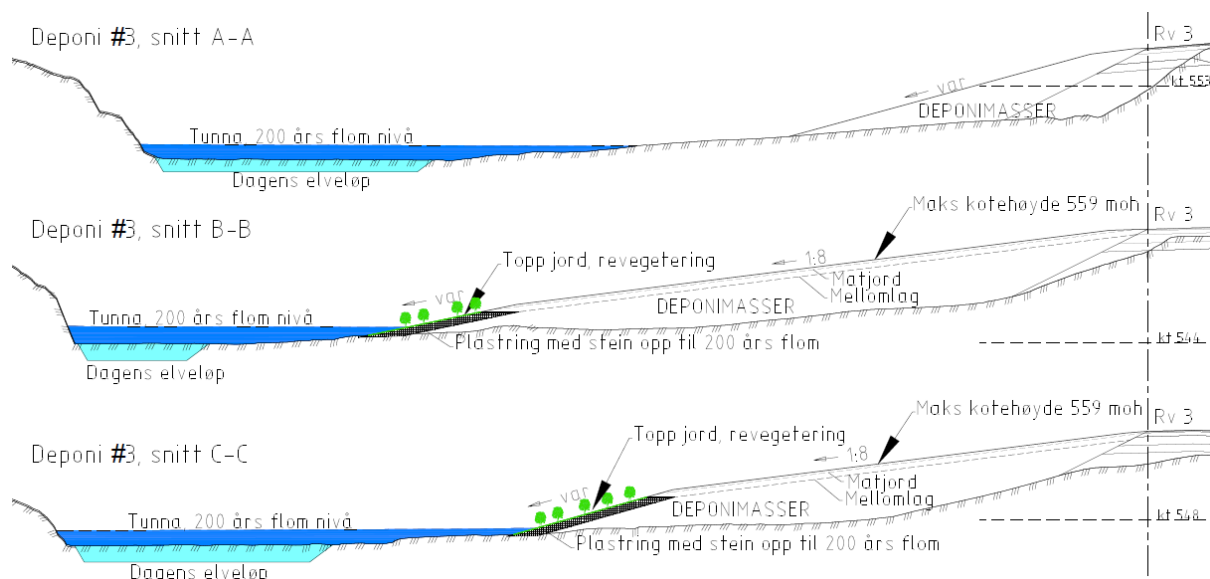 Deponi #3, snitt A-A
Rv 3
kt 553
var
DEPONIMASSER
Tunna, 200 års flom nivå
Dagens elveløp
Maks kotehøyde 559 moh
Rv 3
Deponi #3, snitt B-B
Topp jord, revegetering
1:8
Matjord
Mellomlag
var
DEPONIMASSER
Tunna, 200 års flom nivå
Plastring med stein opp til 200 års flom
kt 544
Dagens elveløp
Maks kotehøyde 559 moh
Rv 3
Deponi #3, snitt C-C
Topp jord, revegetering
1:8
Matjord
Mellomlag
var
DEPONIMASSER
Tunna, 200 års flom nivå
kt 548
Plastring med stein opp til 200 års flom
Dagens elveløp